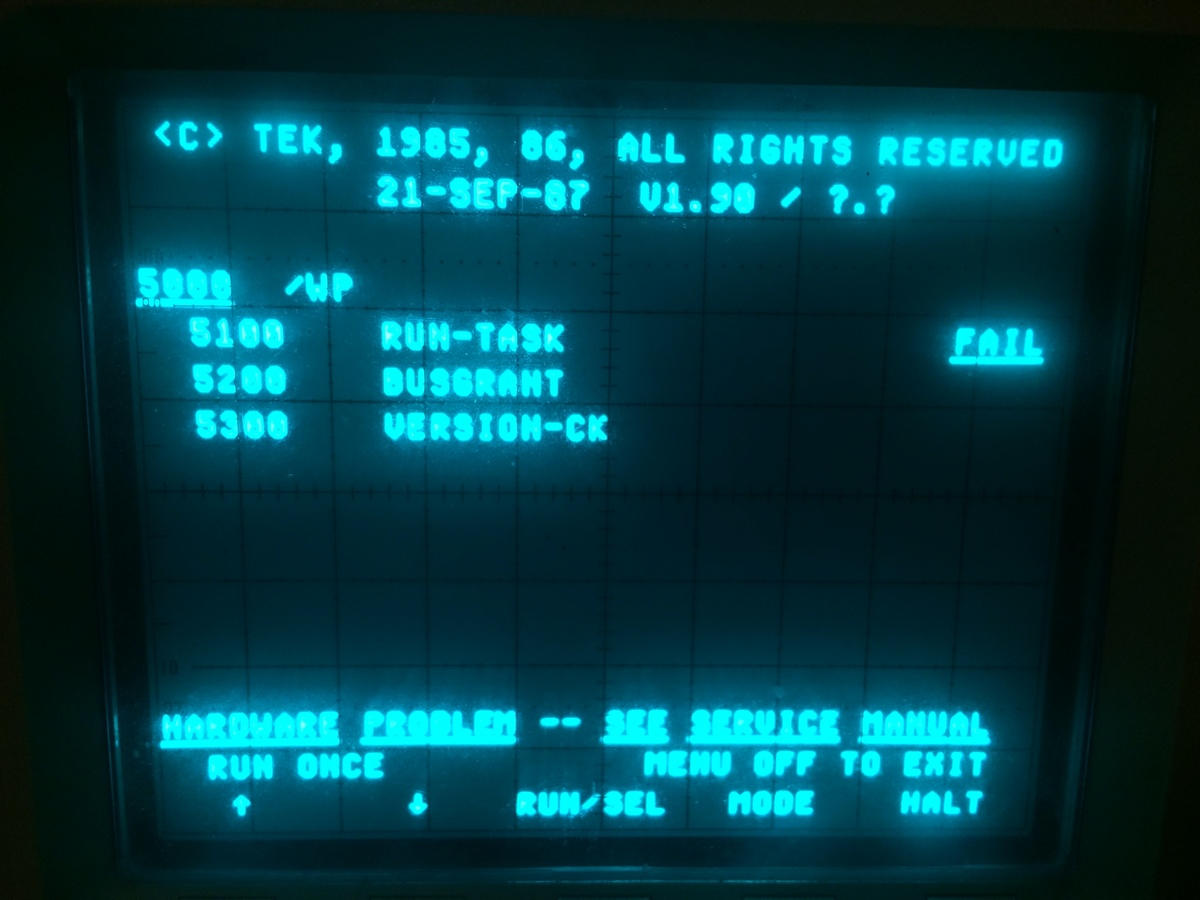 <C> TEK, 1985, 86, ALL RIGHTS RESERVED
21-SEP-87 V1.90 / ?.?
5000 /WP
5100 RUN-TASK FAIL
5200 BUSGRANT
5300 VERSION-CK
HARDWARE PROBLEM -- SEE SERVICE MANUAL
RUN ONCE MENU OFF TO EXIT
↑ ↓ RUN/SEL MODE HALT